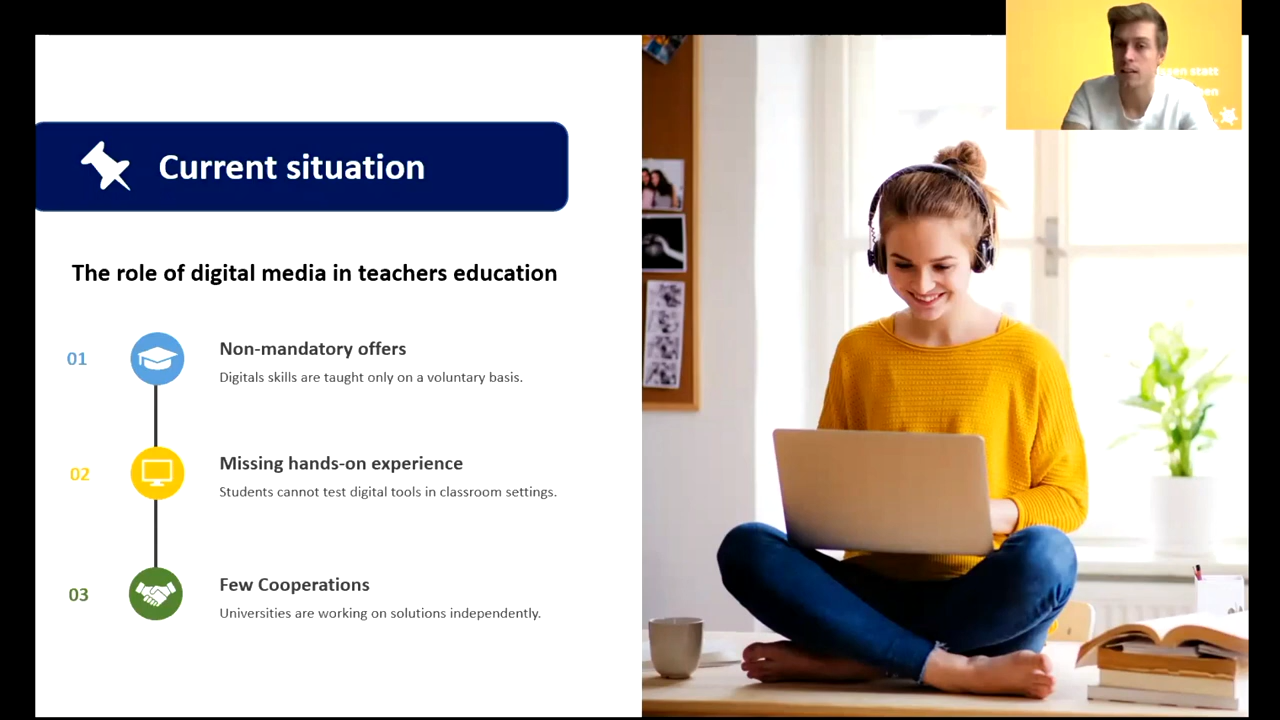 Current situation
The role of digital media in teachers education
01
Non-mandatory offers
Digitals skills are taught only on a voluntary basis.
02
Missing hands-on experience
Students cannot test digital tools in classroom settings.
03
Few Cooperations
Universities are working on solutions independently.
statt